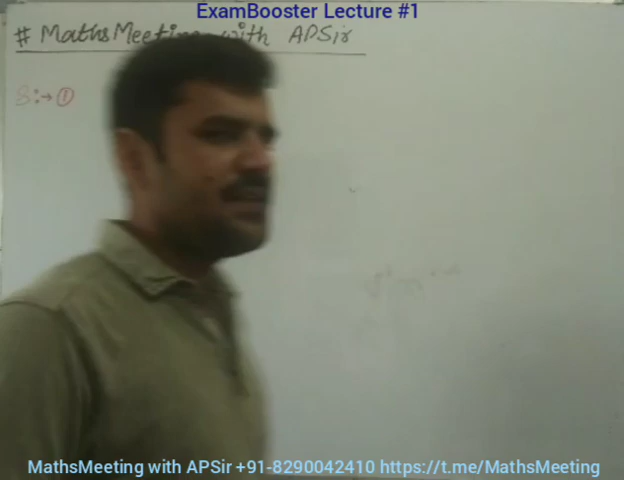 ExamBooster Lecture #1
# MathsMeeting with APSir
S:→①
MathsMeeting with APSir +91-8290042410 https://t.me/MathsMeeting